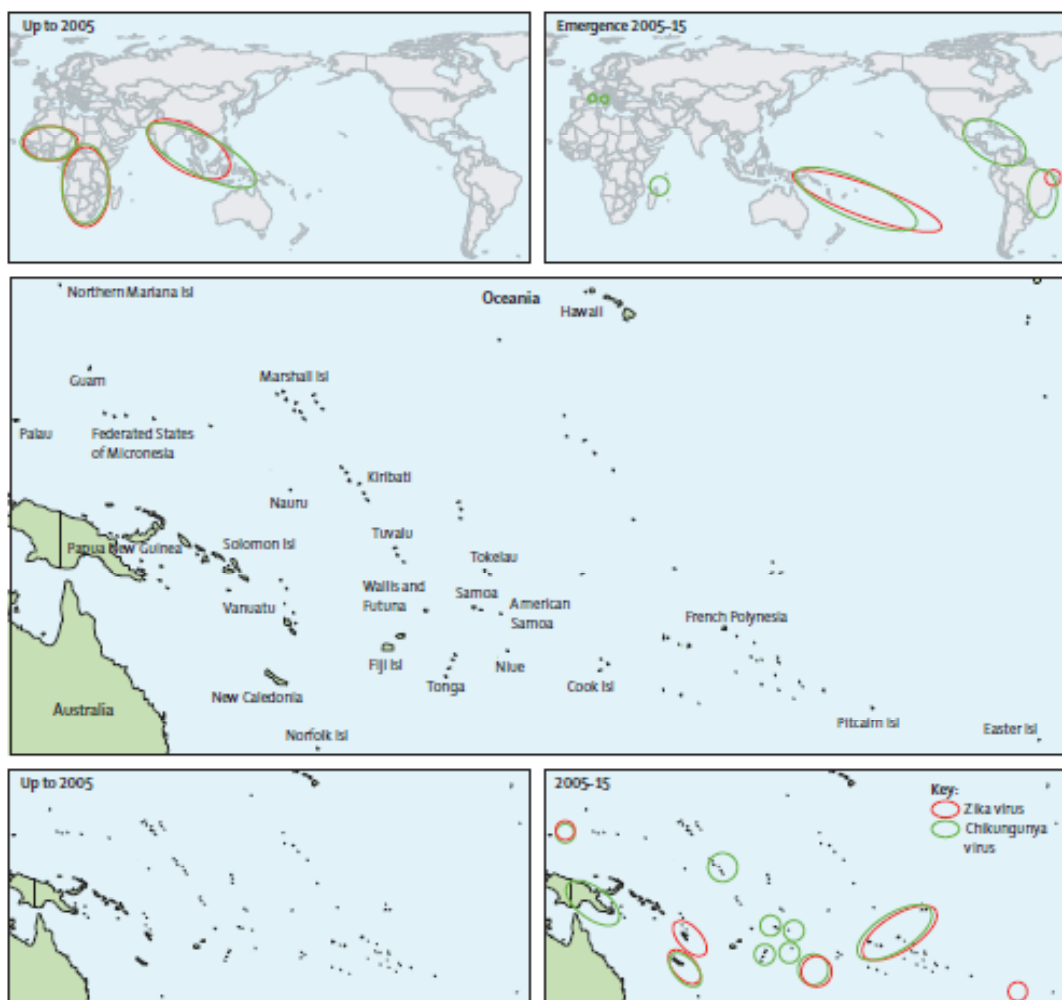 Up to 2005
Emergence 2005–15
Northern Mariana Isl
Oceania
Hawaii
Guam
Marshall Isl
Palau
Federated States
of Micronesia
Kiribati
Nauru
Papua New Guinea
Solomon Isl
Tuvalu
Tokelau
Wallis and
Futuna
Samoa
American
Samoa
Vanuatu
French Polynesia
Fiji Isl
Niue
Tonga
Cook Isl
New Caledonia
Australia
Pitcairn Isl
Norfolk Isl
Easter Isl
Up to 2005
2005–15
Key:
Zika virus
Chikungunya
virus